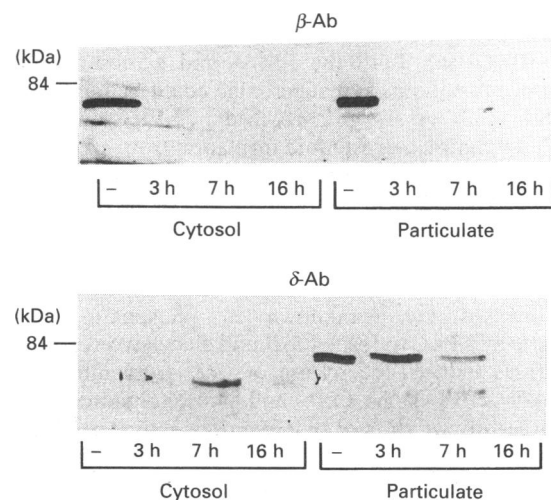 β-Ab
(kDa)
84
– 3 h 7 h 16 h – 3 h 7 h 16 h
Cytosol Particulate
δ-Ab
(kDa)
84
– 3 h 7 h 16 h – 3 h 7 h 16 h
Cytosol Particulate